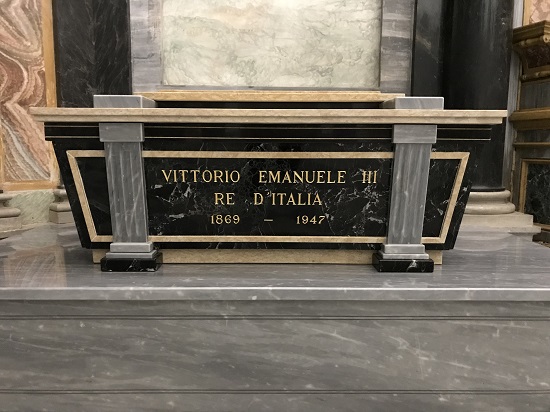 VITTORIO EMANUELE III
RE D'ITALIA
1869 — 1947